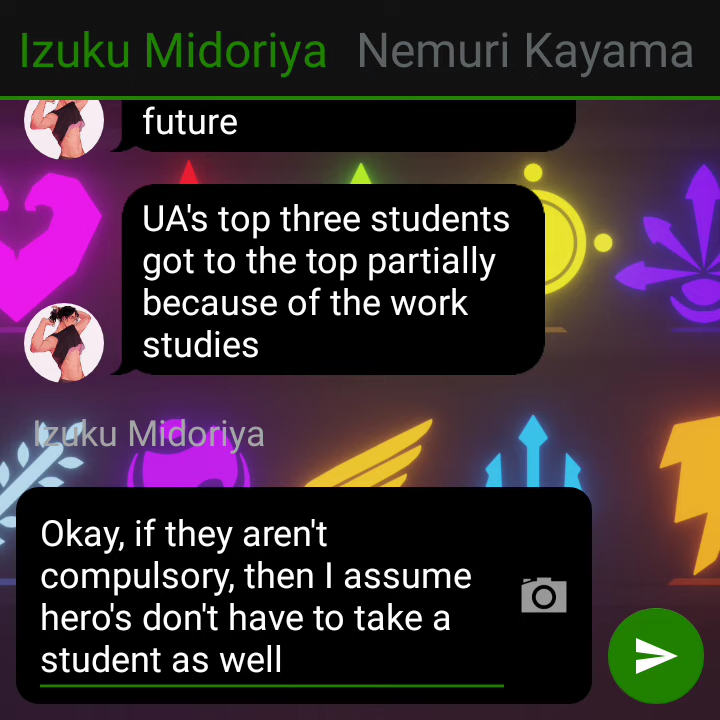 Izuku Midoriya Nemuri Kayama
future
UA's top three students
got to the top partially
because of the work
studies
Izuku Midoriya
Okay, if they aren't
compulsory, then I assume
hero's don't have to take a
student as well